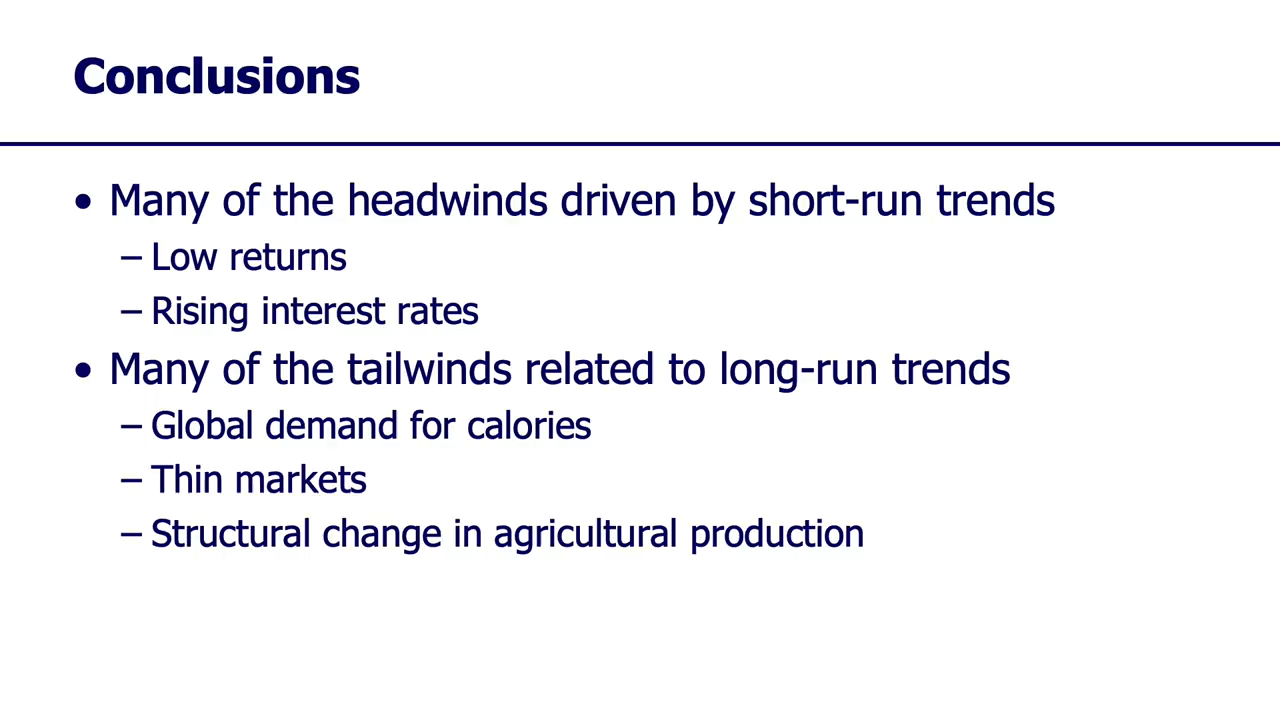 Conclusions
• Many of the headwinds driven by short-run trends
– Low returns
– Rising interest rates
• Many of the tailwinds related to long-run trends
– Global demand for calories
– Thin markets
– Structural change in agricultural production